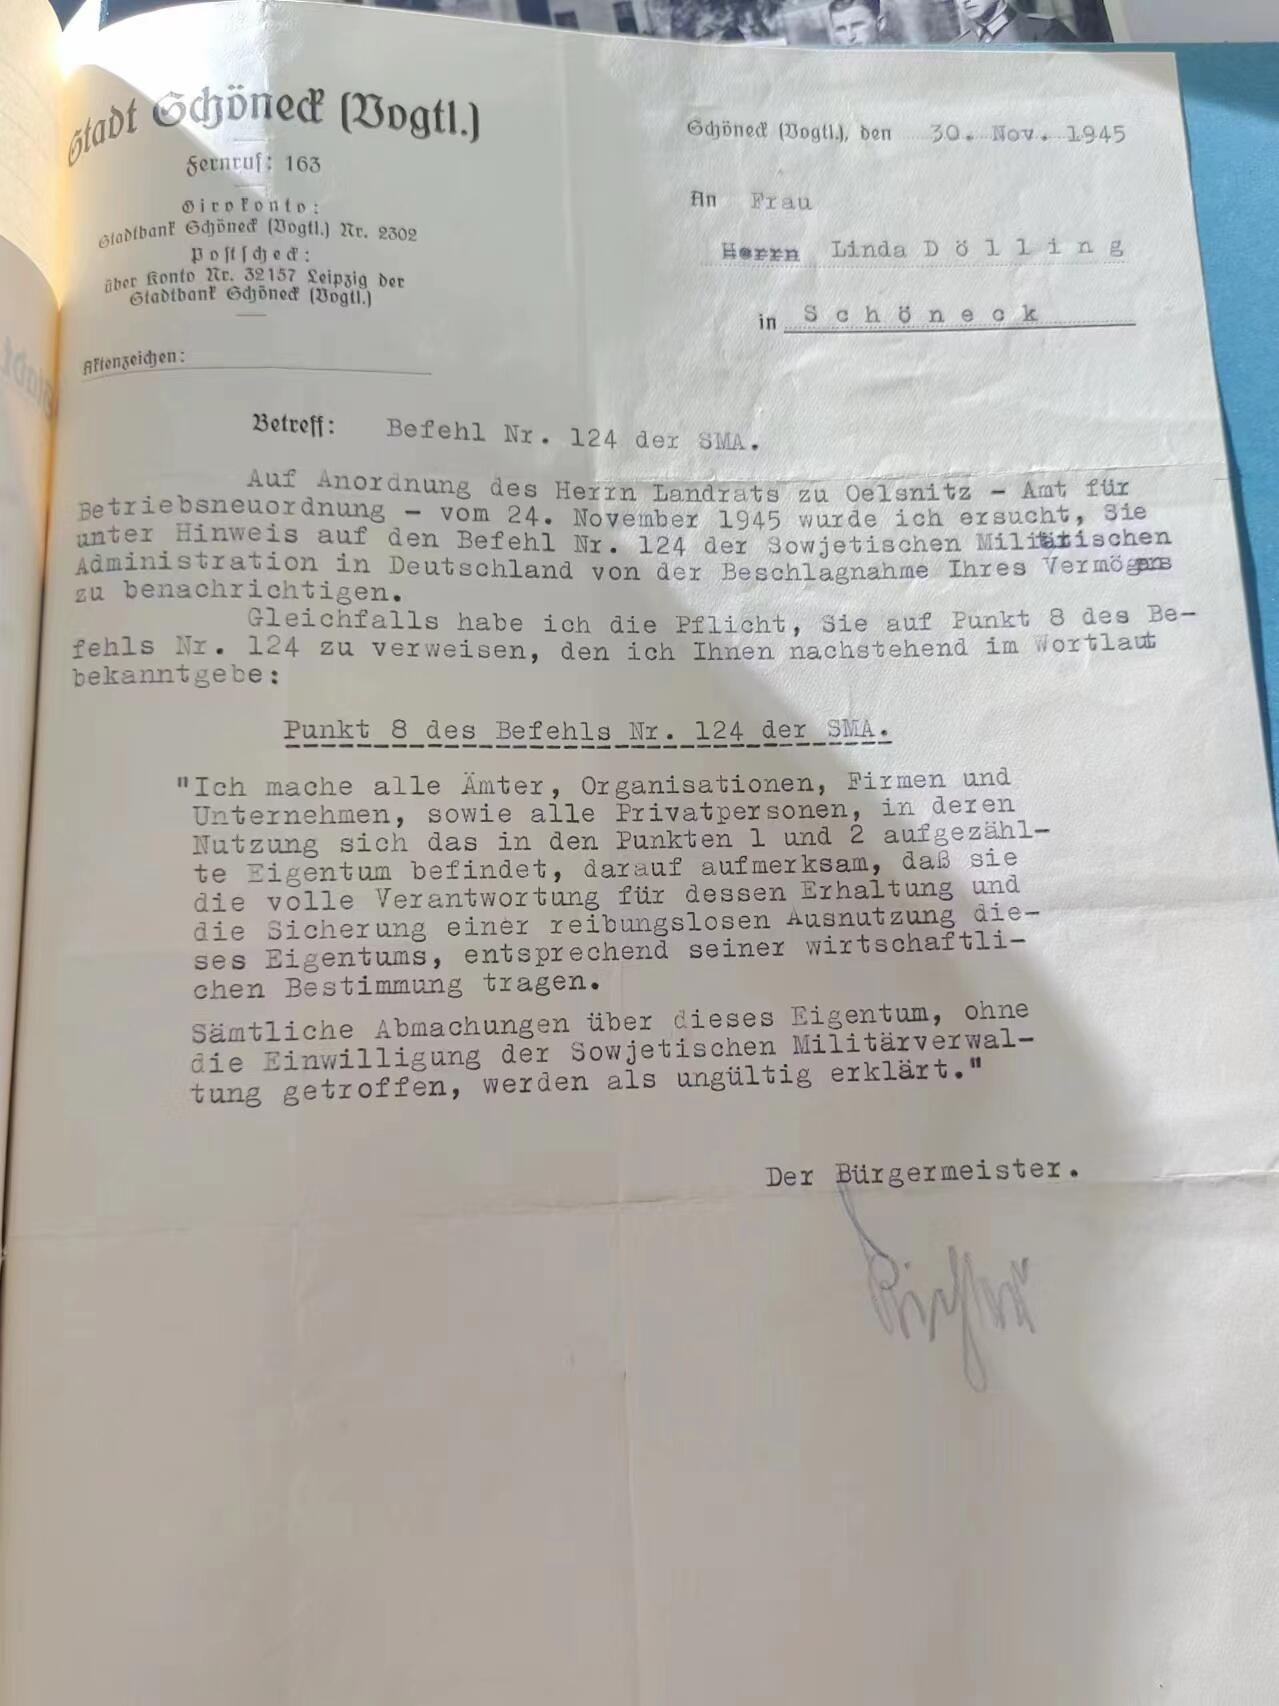 Stadt Schöneck (Vogtl.)
Fernruf: 163
Girokonto:
Stadtbank Schöneck (Vogtl.) Nr. 2302
Postscheck:
über Konto Nr. 32157 Leipzig der
Stadtbank Schöneck (Vogtl.)
Aktenzeichen:
Schöneck (Vogtl.), den 30. Nov. 1945
An Frau
Herrn Linda Dölling
in Schöneck
Betreff: Befehl Nr. 124 der SMA.
Auf Anordnung des Herrn Landrats zu Oelsnitz - Amt für
Betriebsneuordnung - vom 24. November 1945 wurde ich ersucht, Sie
unter Hinweis auf den Befehl Nr. 124 der Sowjetischen Militärischen
Administration in Deutschland von der Beschlagnahme Ihres Vermögens
zu benachrichtigen.
Gleichfalls habe ich die Pflicht, Sie auf Punkt 8 des Be-
fehls Nr. 124 zu verweisen, den ich Ihnen nachstehend im Wortlaut
bekanntgebe:
Punkt 8 des Befehls Nr. 124 der SMA.
"Ich mache alle Ämter, Organisationen, Firmen und
Unternehmen, sowie alle Privatpersonen, in deren
Nutzung sich das in den Punkten 1 und 2 aufgezähl-
te Eigentum befindet, darauf aufmerksam, daß sie
die volle Verantwortung für dessen Erhaltung und
die Sicherung einer reibungslosen Ausnutzung die-
ses Eigentums, entsprechend seiner wirtschaftli-
chen Bestimmung tragen.
Sämtliche Abmachungen über dieses Eigentum, ohne
die Einwilligung der Sowjetischen Militärverwal-
tung getroffen, werden als ungültig erklärt."
Der Bürgermeister.